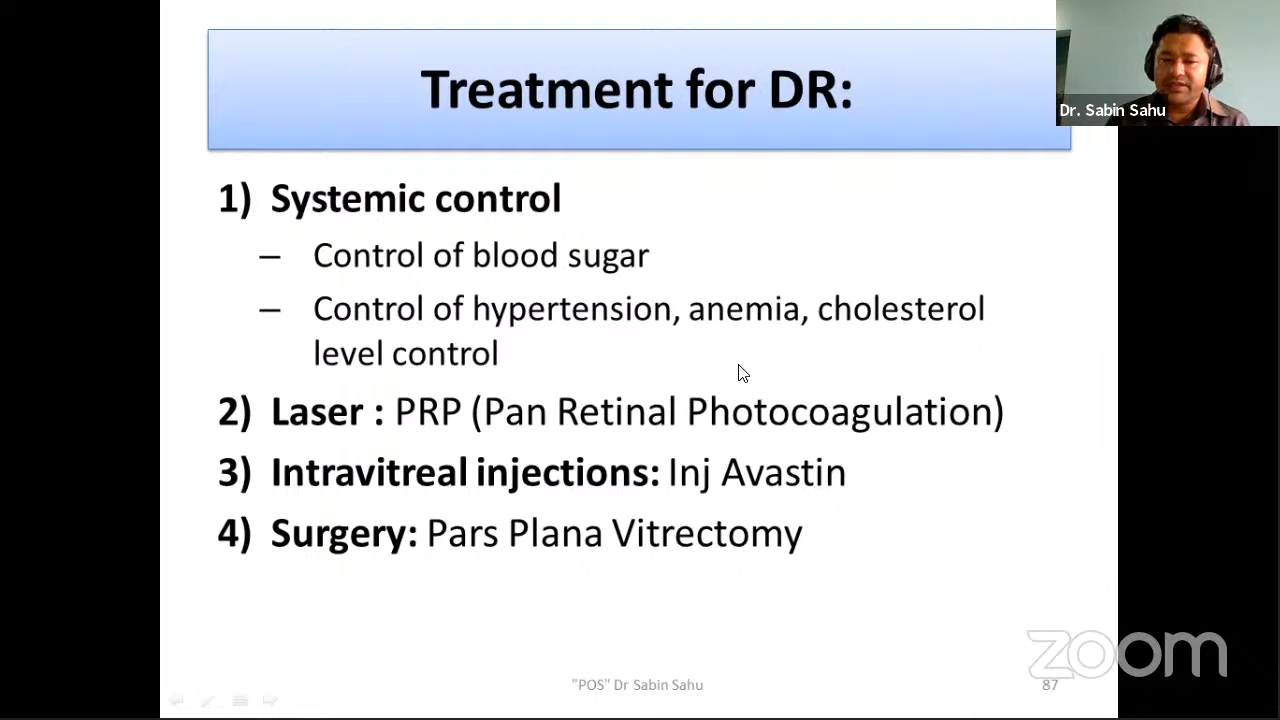 Treatment for DR:
Dr. Sabin Sahu
1) Systemic control
– Control of blood sugar
– Control of hypertension, anemia, cholesterol
level control
2) Laser : PRP (Pan Retinal Photocoagulation)
3) Intravitreal injections: Inj Avastin
4) Surgery: Pars Plana Vitrectomy
zoom
"POS" Dr Sabin Sahu
87